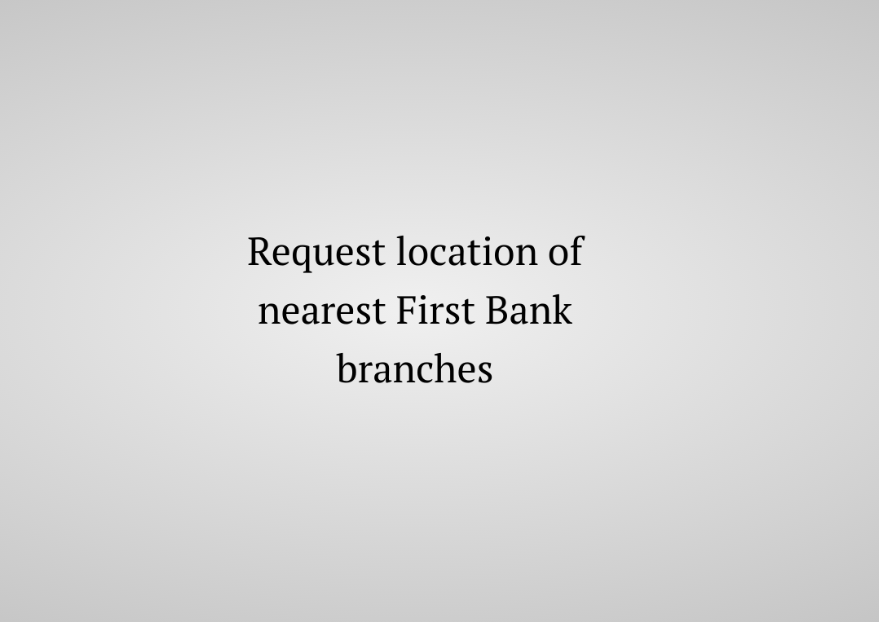 Request location of
nearest First Bank
branches